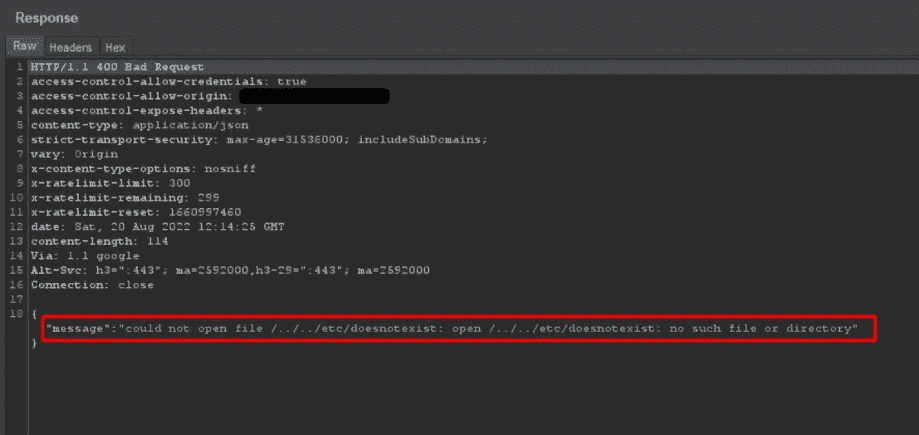 Response
Raw Headers Hex
1 HTTP/1.1 400 Bad Request
2 access-control-allow-credentials: true
3 access-control-allow-origin:
4 access-control-expose-headers: *
5 content-type: application/json
6 strict-transport-security: max-age=31536000; includeSubDomains;
7 vary: Origin
8 x-content-type-options: nosniff
9 x-ratelimit-limit: 300
10 x-ratelimit-remaining: 299
11 x-ratelimit-reset: 1660997460
12 date: Sat, 20 Aug 2022 12:14:25 GMT
13 content-length: 114
14 Via: 1.1 google
15 Alt-Svc: h3=":443"; ma=2592000,h3-29=":443"; ma=2592000
16 Connection: close
17
18 {
"message":"could not open file /../../etc/doesnotexist: open /../../etc/doesnotexist: no such file or directory"
}